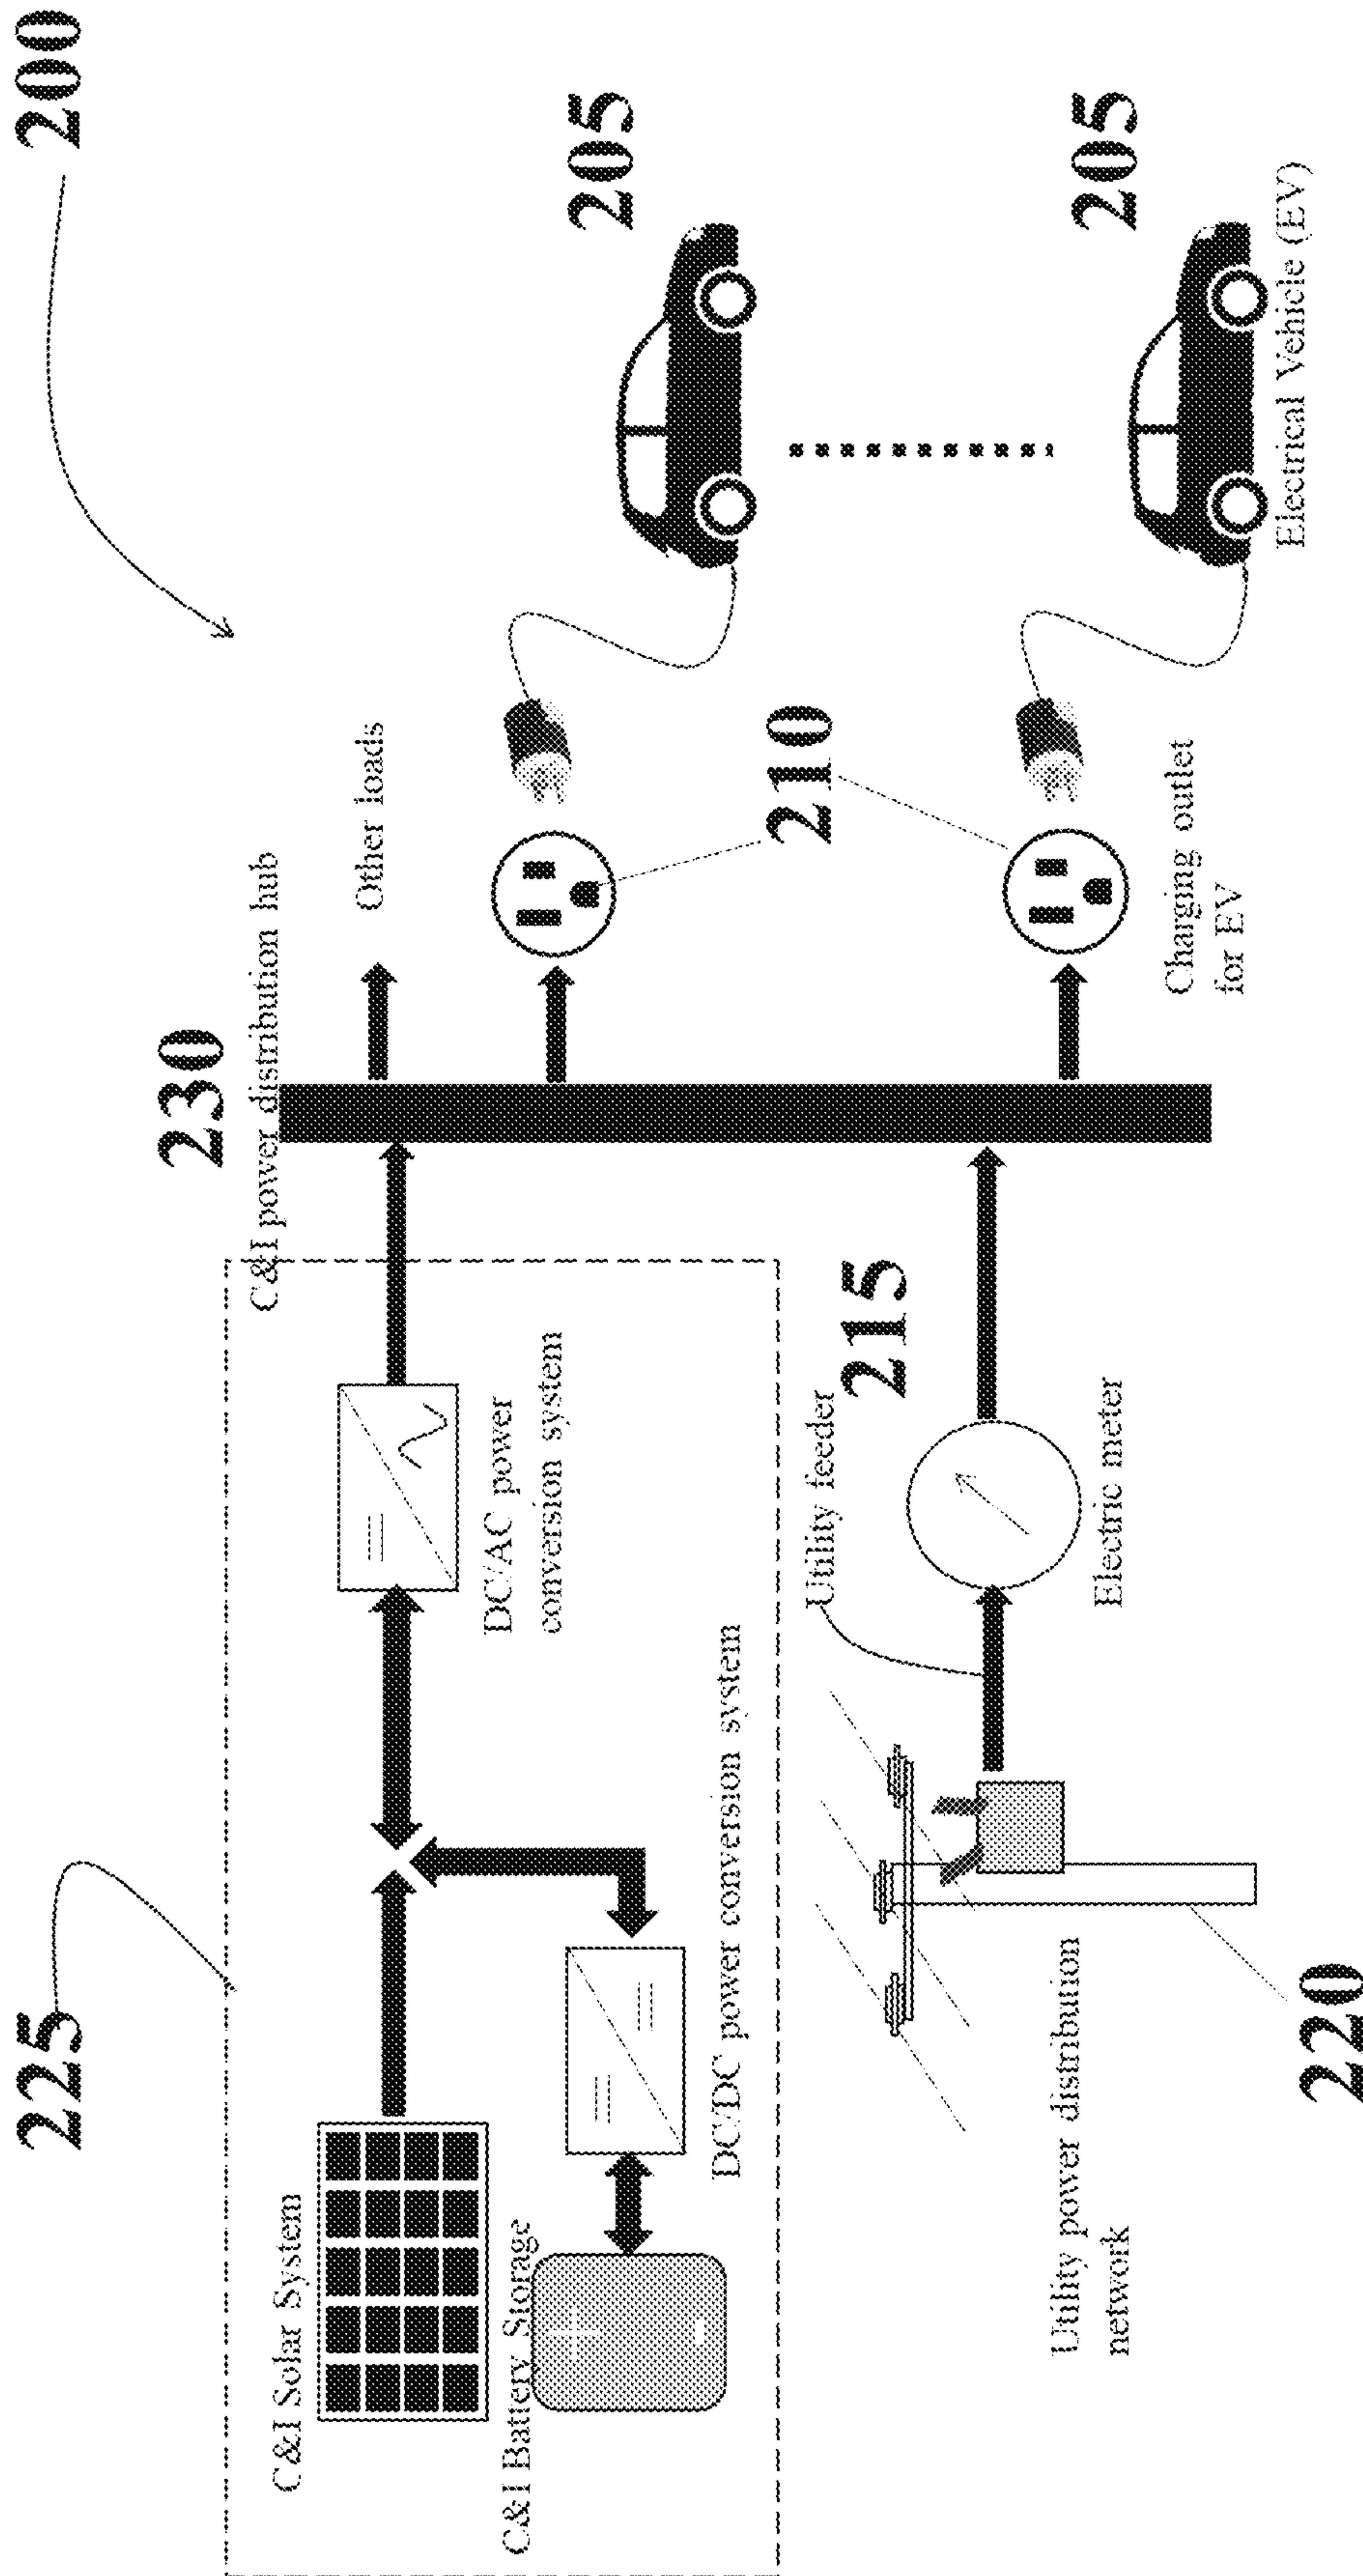 200
225
230
C&I power distribution hub
C&I Solar System
Other loads
205
DC/AC power
conversion system
C&I Battery Storage
DC/DC power conversion system
210
Utility feeder
215
205
Electric meter
Charging outlet
for EV
Utility power distribution
network
Electrical Vehicle (EV)
220